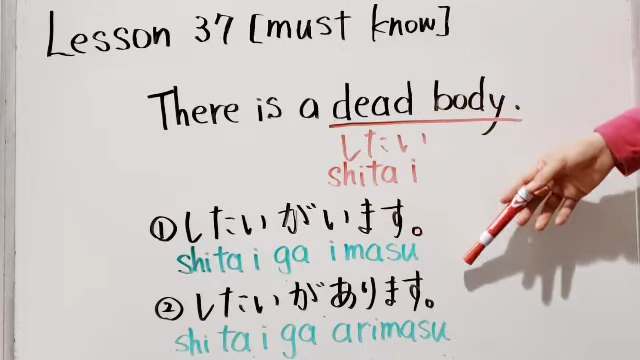 Lesson 37 [must know]
There is a dead body.
したい
shitai
①したいがいます。
shitai ga imasu
②したいがあります。
shitai ga arimasu